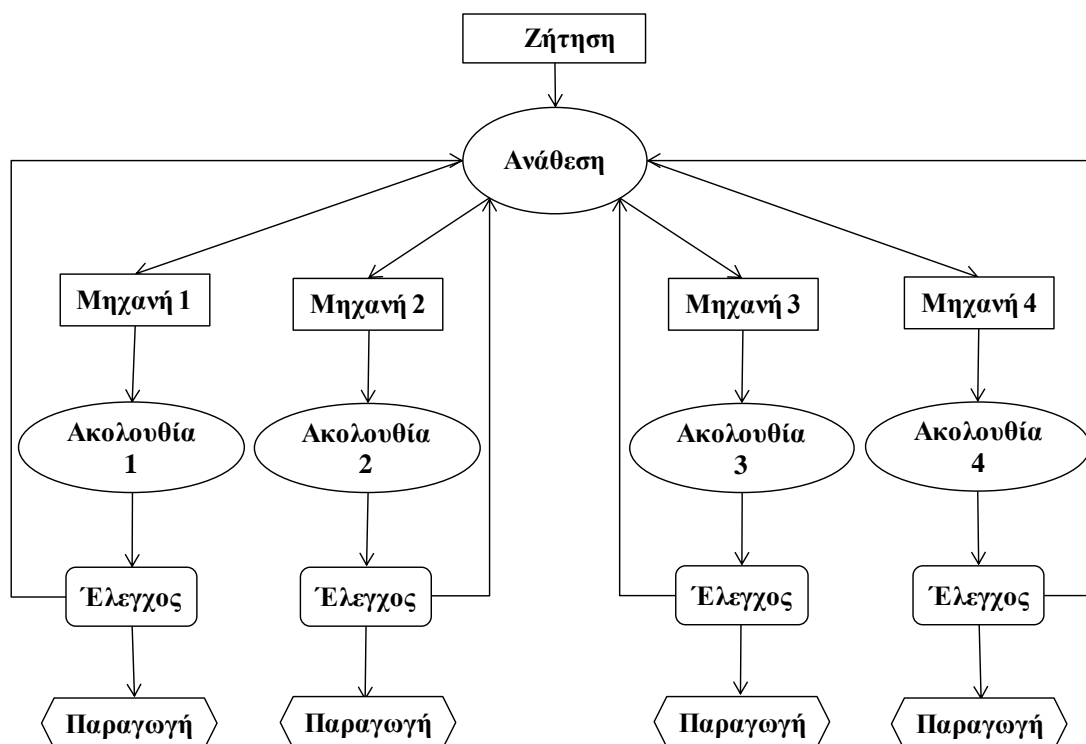 Ζήτηση
Ανάθεση
Μηχανή 1
Μηχανή 2
Μηχανή 3
Μηχανή 4
Ακολουθία
1
Ακολουθία
2
Ακολουθία
3
Ακολουθία
4
Έλεγχος
Έλεγχος
Έλεγχος
Έλεγχος
Παραγωγή
Παραγωγή
Παραγωγή
Παραγωγή